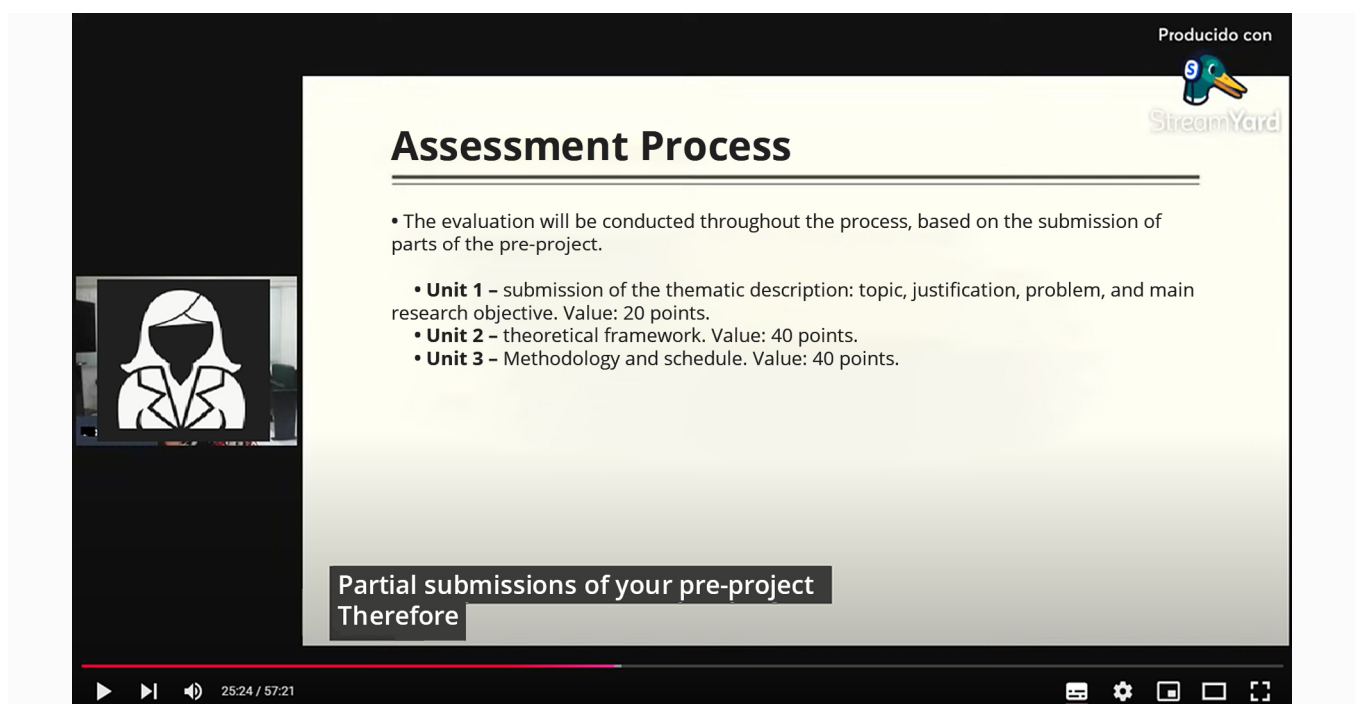 Producido con
StreamYard
Assessment Process
• The evaluation will be conducted throughout the process, based on the submission of
parts of the pre-project.
• Unit 1 – submission of the thematic description: topic, justification, problem, and main
research objective. Value: 20 points.
• Unit 2 – theoretical framework. Value: 40 points.
• Unit 3 – Methodology and schedule. Value: 40 points.
Partial submissions of your pre-project
Therefore
25:24 / 57:21